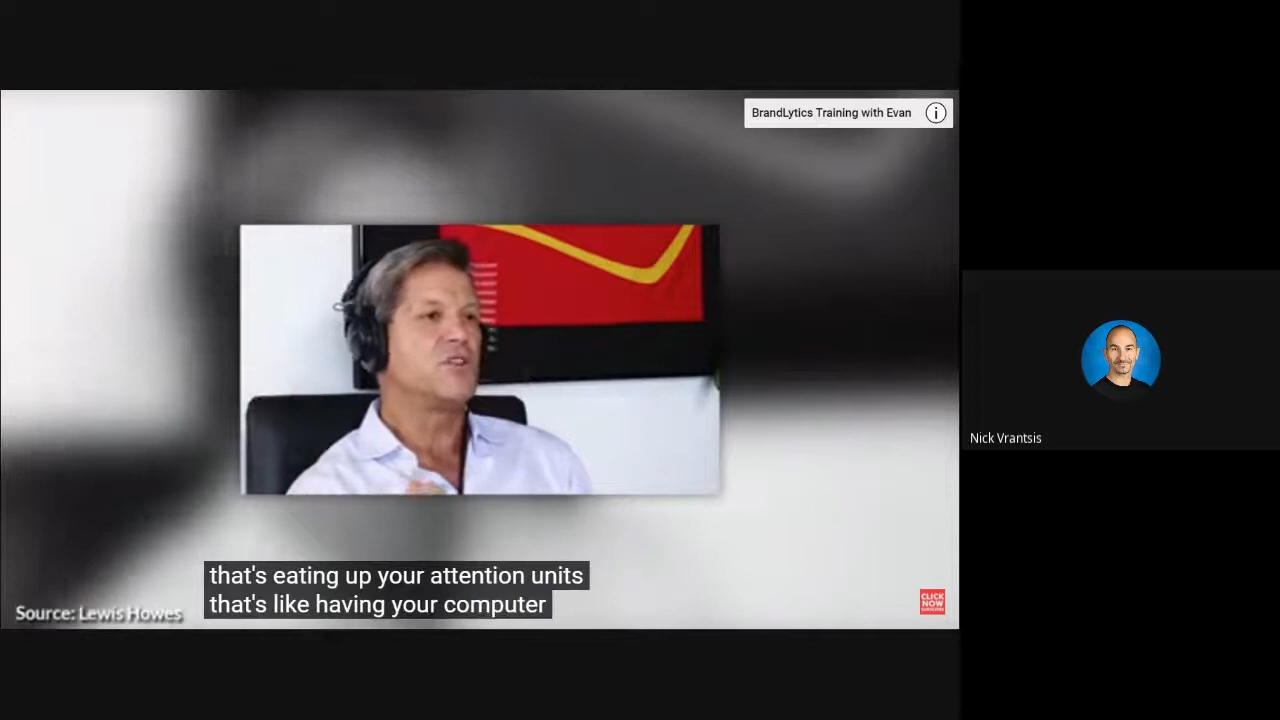 BrandLytics Training with Evan
that's eating up your attention units
that's like having your computer
Source: Lewis Howes
CLICK
NOW
Nick Vrantsis